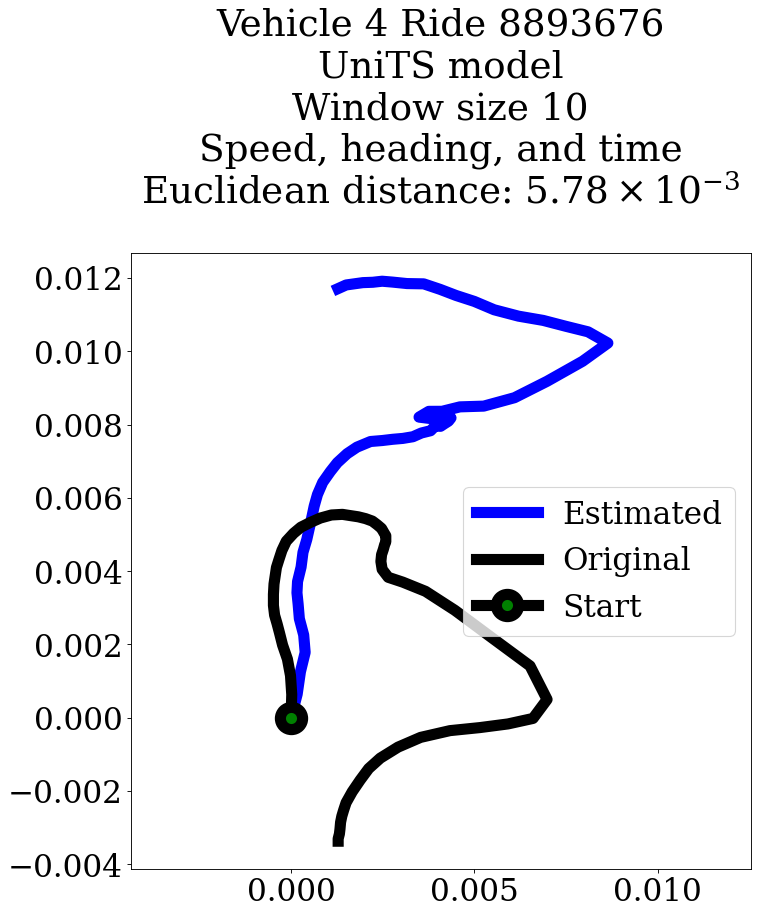 Vehicle 4 Ride 8893676
UniTS model
Window size 10
Speed, heading, and time
Euclidean distance: 5.78 × 10⁻³
0.012
0.010
0.008
0.006
0.004
0.002
0.000
−0.002
−0.004
Estimated
Original
Start
0.000 0.005 0.010